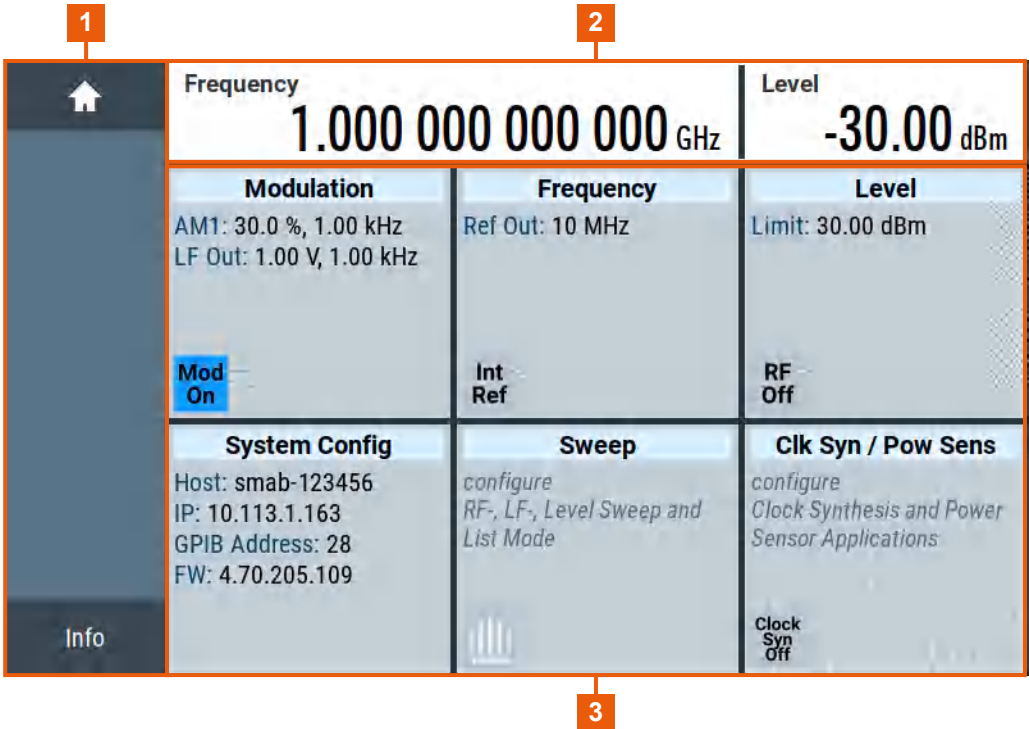 1
2
Frequency
1.000 000 000 000 GHz
Level
-30.00 dBm
Modulation
AM1: 30.0 %, 1.00 kHz
LF Out: 1.00 V, 1.00 kHz
Mod
On
Frequency
Ref Out: 10 MHz
Int
Ref
Level
Limit: 30.00 dBm
RF
Off
System Config
Host: smab-123456
IP: 10.113.1.163
GPIB Address: 28
FW: 4.70.205.109
Sweep
configure
RF-, LF-, Level Sweep and
List Mode
Clk Syn / Pow Sens
configure
Clock Synthesis and Power
Sensor Applications
Clock
Syn
Off
Info
3